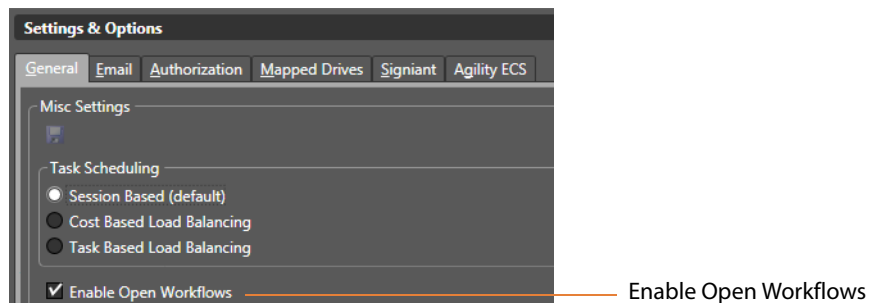 Settings & Options
General Email Authorization Mapped Drives Signiant Agility ECS
Misc Settings
Task Scheduling
Session Based (default)
Cost Based Load Balancing
Task Based Load Balancing
Enable Open Workflows Enable Open Workflows